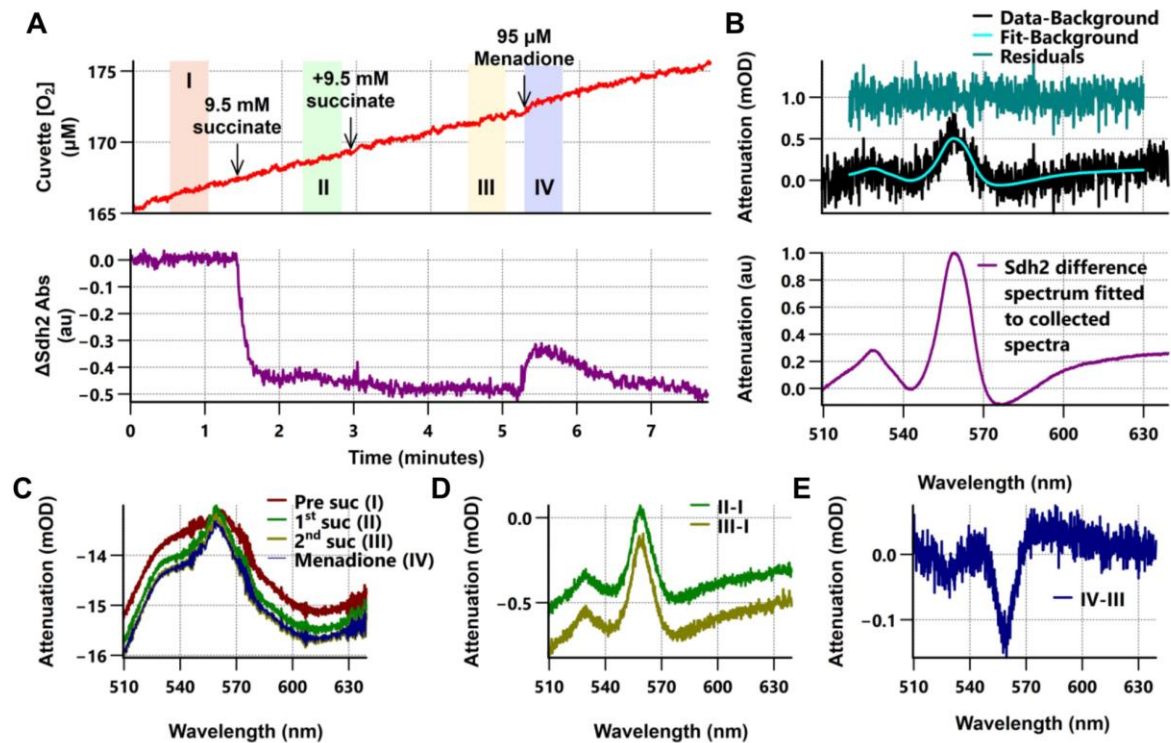 A
175
170
165
Cuvette [O₂]
(µM)
I
9.5 mM
succinate
+9.5 mM
succinate
II
95 µM
Menadione
III
IV
0.0
−0.1
−0.2
−0.3
−0.4
−0.5
ΔSdh2 Abs
(au)
0 1 2 3 4 5 6 7
Time (minutes)
B
Data-Background
Fit-Background
Residuals
Attenuation (mOD)
1.0
0.5
0.0
Attenuation (au)
1.0
0.8
0.6
0.4
0.2
0.0
Sdh2 difference
spectrum fitted
to collected
spectra
510 540 570 600 630
Wavelength (nm)
C
Attenuation (mOD)
−14
−15
−16
Pre suc (I)
1st suc (II)
2nd suc (III)
Menadione (IV)
510 540 570 600 630
Wavelength (nm)
D
Attenuation (mOD)
0.0
−0.5
II-I
III-I
510 540 570 600 630
Wavelength (nm)
E
Attenuation (mOD)
0.0
−0.1
IV-III
510 540 570 600 630
Wavelength (nm)